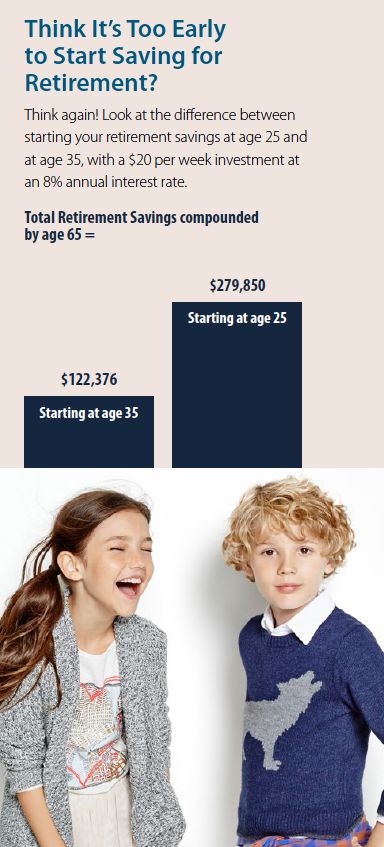 Think It's Too Early
to Start Saving for
Retirement?
Think again! Look at the difference between
starting your retirement savings at age 25 and
at age 35, with a $20 per week investment at
an 8% annual interest rate.
Total Retirement Savings compounded
by age 65 =
$279,850
Starting at age 25
$122,376
Starting at age 35